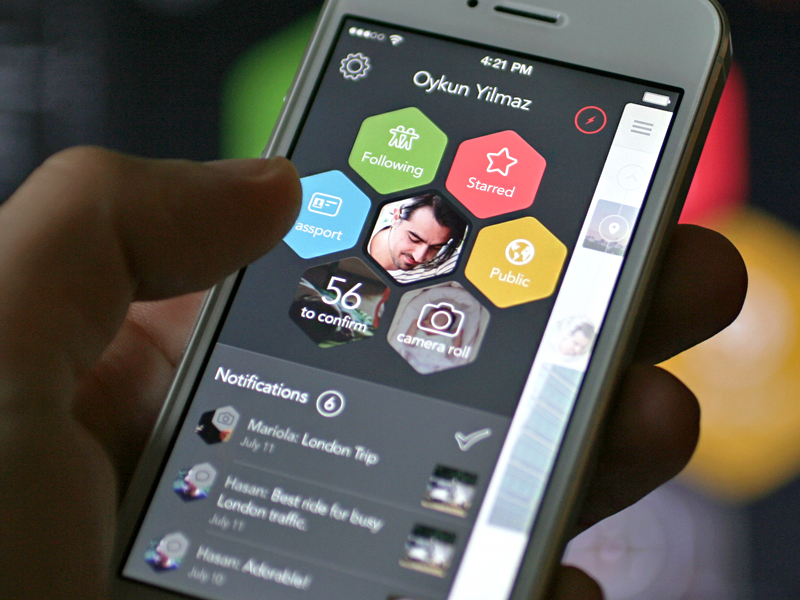 4:21 PM
Oykun Yilmaz
Following
Starred
assport
Public
56
to confirm
camera roll
Notifications 6
Mariola: London Trip
July 11
Hasan: Best ride for busy
London traffic.
July 11
Hasan: Adorable!
July 10